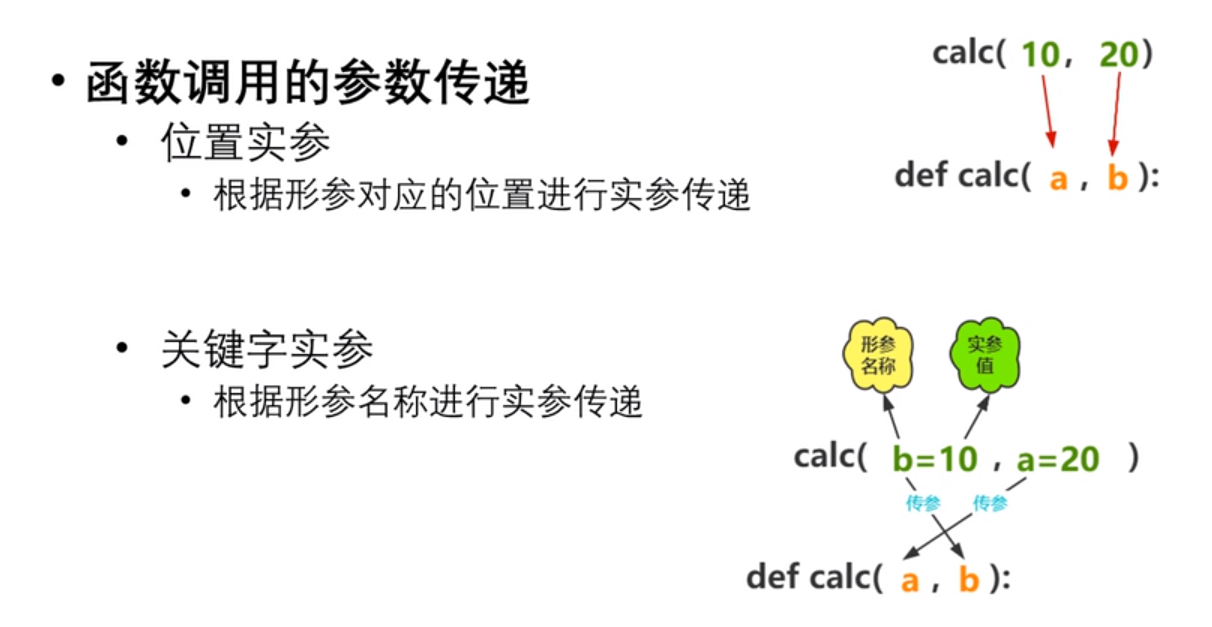 • 函数调用的参数传递
• 位置实参
• 根据形参对应的位置进行实参传递
calc( 10, 20)
def calc( a , b ):
• 关键字实参
• 根据形参名称进行实参传递
形参
名称
实参
值
calc( b=10 , a=20 )
传参 传参
def calc( a , b ):